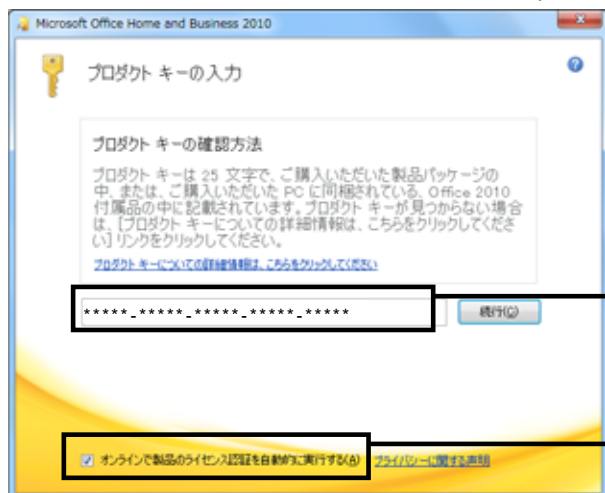 Microsoft Office Home and Business 2010
プロダクト キーの入力
プロダクト キーの確認方法
プロダクト キーは 25 文字で、ご購入いただいた製品パッケージの
中、または、ご購入いただいた PC に同梱されている、Office 2010
付属品の中に記載されています。プロダクト キーが見つからない場合
は、[プロダクト キーについての詳細情報は、こちらをクリックしてくださ
い] リンクをクリックしてください。
プロダクト キーについての詳細情報は、こちらをクリックしてください
*****-*****-*****-*****-*****
続行(C)
オンラインで製品のライセンス認証を自動的に実行する(A) プライバシーに関する声明